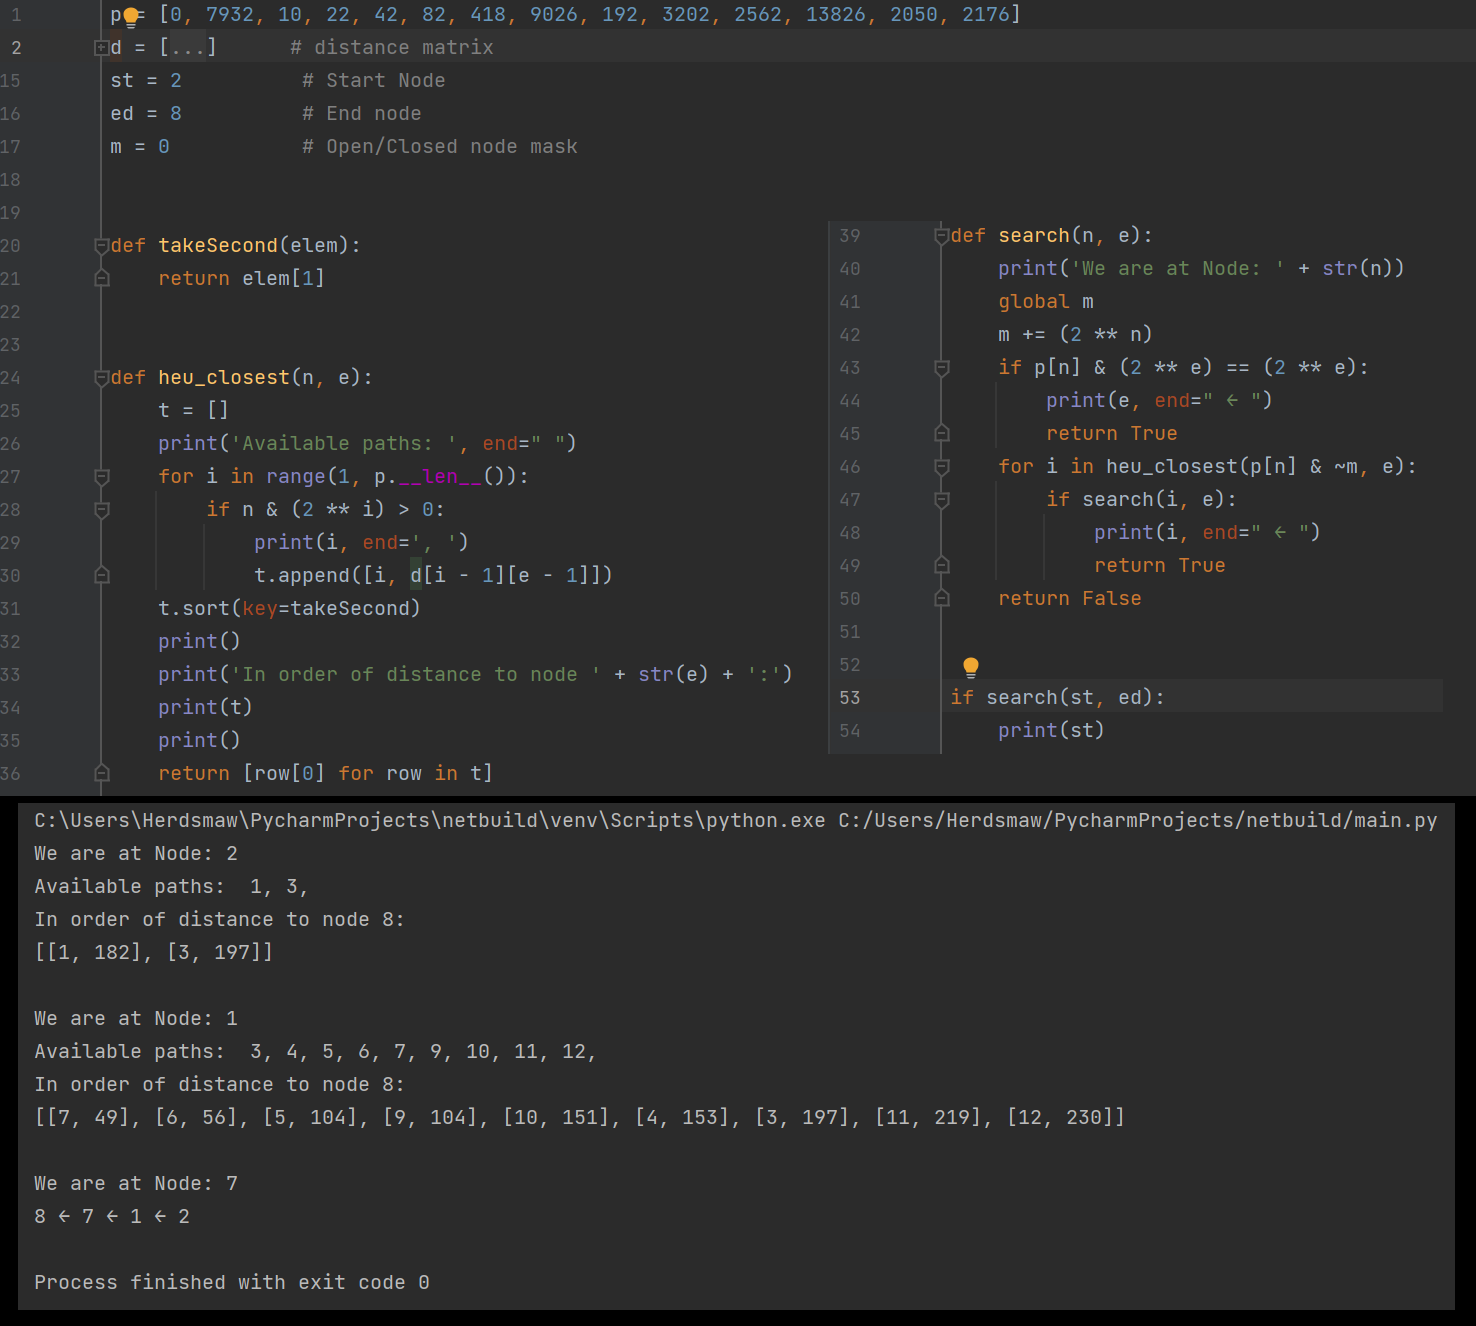 1 p = [0, 7932, 10, 22, 42, 82, 418, 9026, 192, 3202, 2562, 13826, 2050, 2176]
2 d = [...]      # distance matrix
15 st = 2          # Start Node
16 ed = 8          # End node
17 m = 0           # Open/Closed node mask
18
19
20 def takeSecond(elem):
21     return elem[1]
22
23
24 def heu_closest(n, e):
25     t = []
26     print('Available paths: ', end=" ")
27     for i in range(1, p.__len__()):
28         if n & (2 ** i) > 0:
29             print(i, end=', ')
30             t.append([i, d[i - 1][e - 1]])
31     t.sort(key=takeSecond)
32     print()
33     print('In order of distance to node ' + str(e) + ':')
34     print(t)
35     print()
36     return [row[0] for row in t]
39 def search(n, e):
40     print('We are at Node: ' + str(n))
41     global m
42     m += (2 ** n)
43     if p[n] & (2 ** e) == (2 ** e):
44         print(e, end=" ← ")
45         return True
46     for i in heu_closest(p[n] & ~m, e):
47         if search(i, e):
48             print(i, end=" ← ")
49             return True
50     return False
51
52
53 if search(st, ed):
54     print(st)
C:\Users\Herdsmaw\PycharmProjects\netbuild\venv\Scripts\python.exe C:/Users/Herdsmaw/PycharmProjects/netbuild/main.py
We are at Node: 2
Available paths:  1, 3,
In order of distance to node 8:
[[1, 182], [3, 197]]
We are at Node: 1
Available paths:  3, 4, 5, 6, 7, 9, 10, 11, 12,
In order of distance to node 8:
[[7, 49], [6, 56], [5, 104], [9, 104], [10, 151], [4, 153], [3, 197], [11, 219], [12, 230]]
We are at Node: 7
8 ← 7 ← 1 ← 2
Process finished with exit code 0